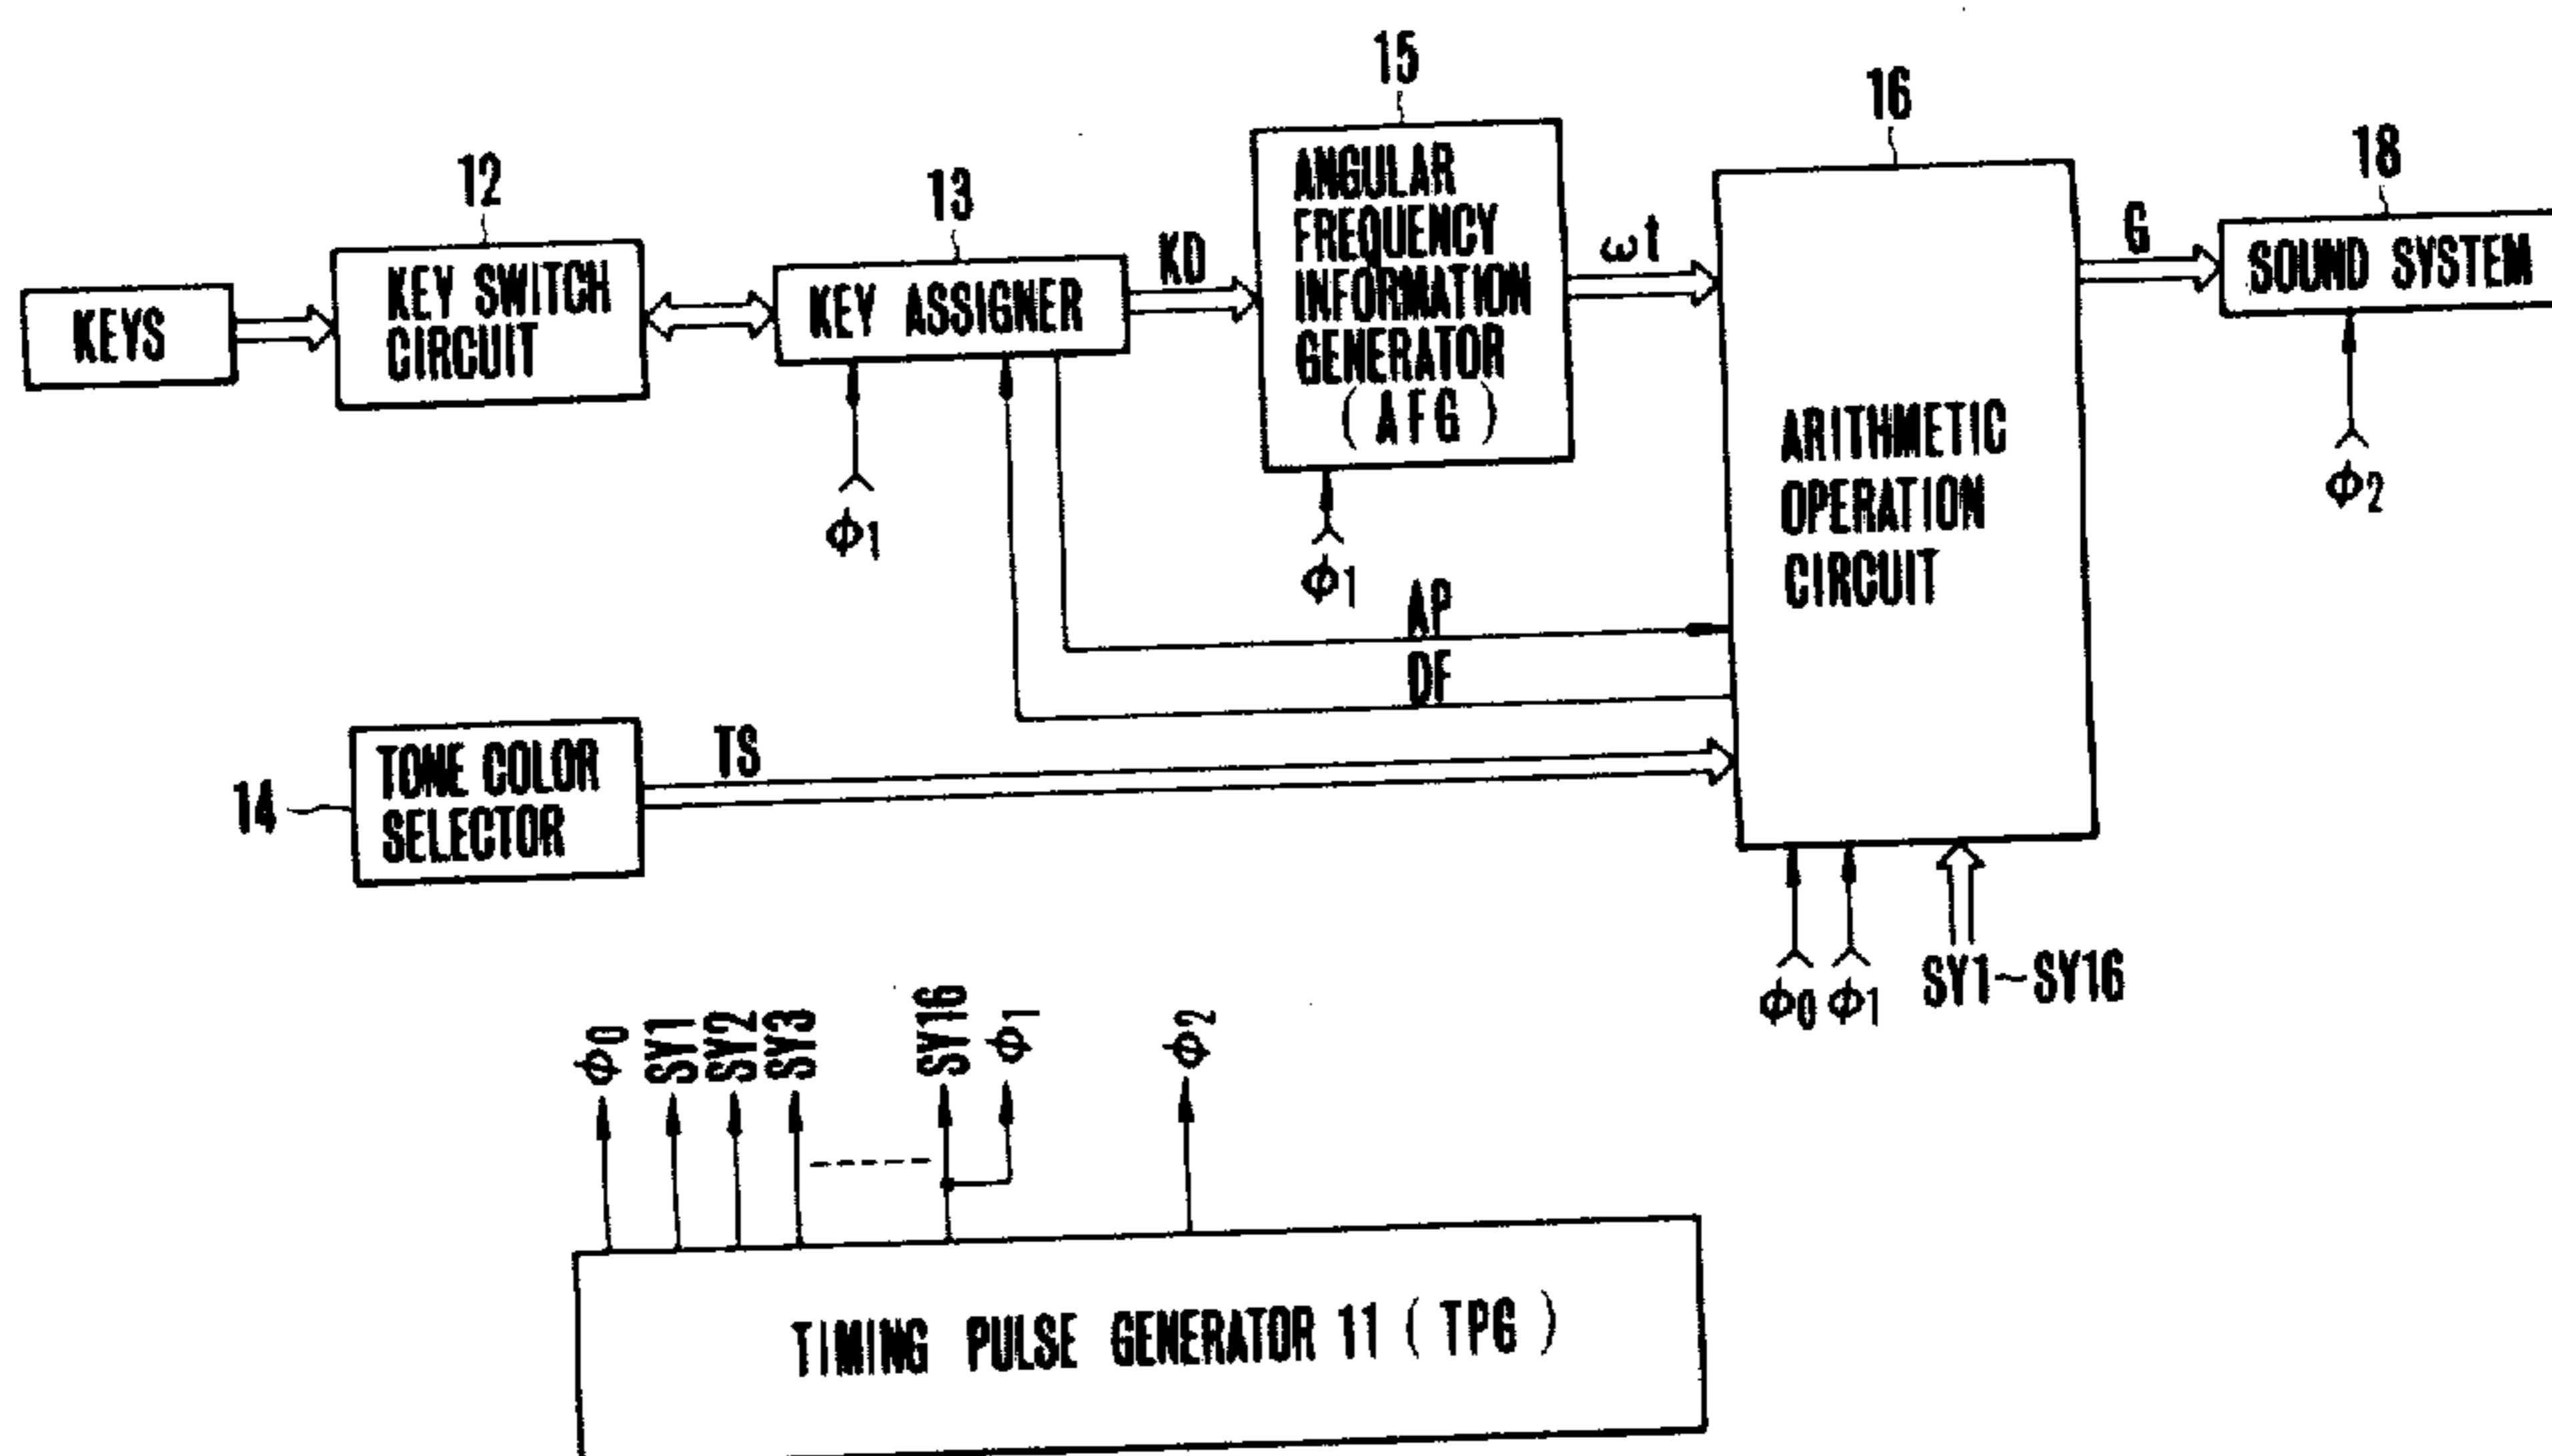 15
16
12
13
18
KEYS
KEY SWITCH
CIRCUIT
KEY ASSIGNER
KD
ANGULAR
FREQUENCY
INFORMATION
GENERATOR
(AFG)
ωt
ARITHMETIC
OPERATION
CIRCUIT
G
SOUND SYSTEM
ϕ1
ϕ1
ϕ2
AP
DF
14
TONE COLOR
SELECTOR
TS
ϕ0
ϕ1
SY1~SY16
ϕ0
SY1
SY2
SY3
SY16
ϕ1
ϕ2
TIMING PULSE GENERATOR 11 (TPG)